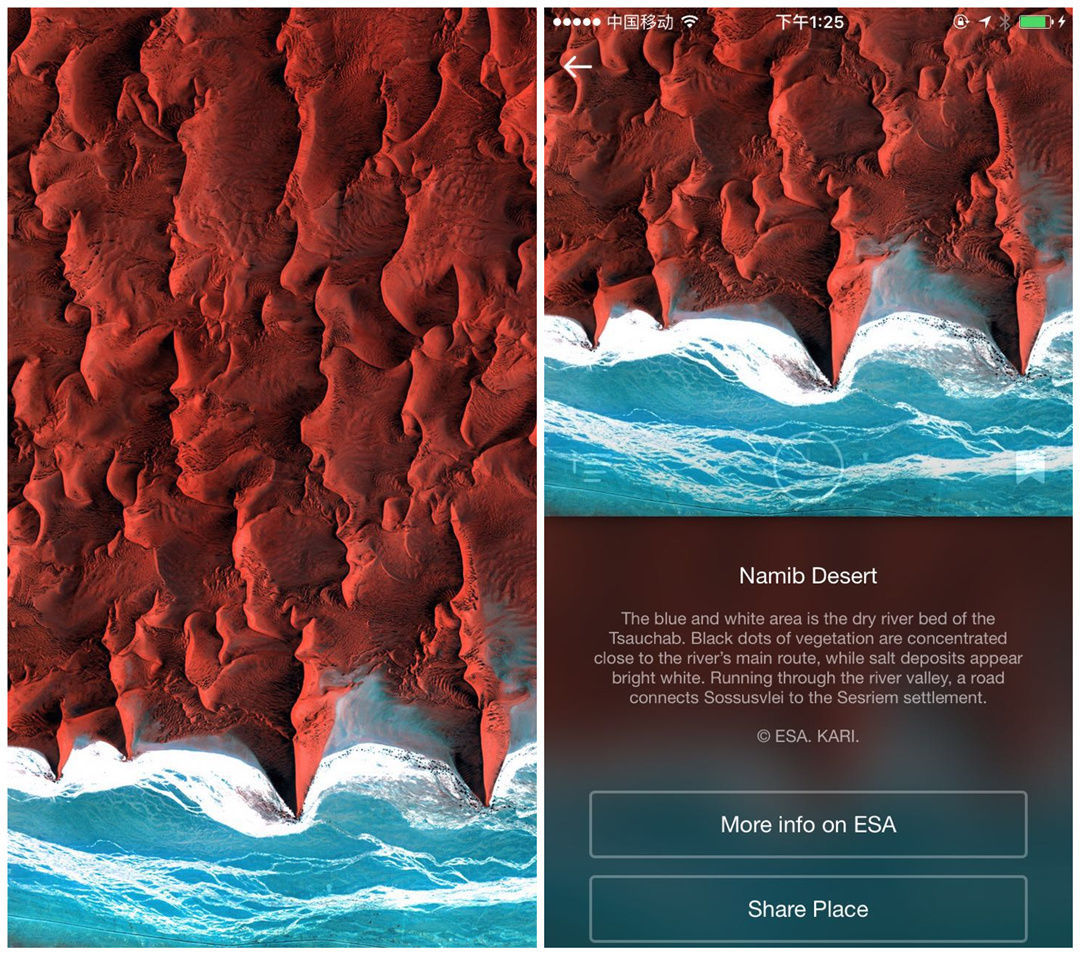 中国移动 下午1:25
Namib Desert
The blue and white area is the dry river bed of the
Tsauchab. Black dots of vegetation are concentrated
close to the river's main route, while salt deposits appear
bright white. Running through the river valley, a road
connects Sossusvlei to the Sesriem settlement.
© ESA. KARI.
More info on ESA
Share Place